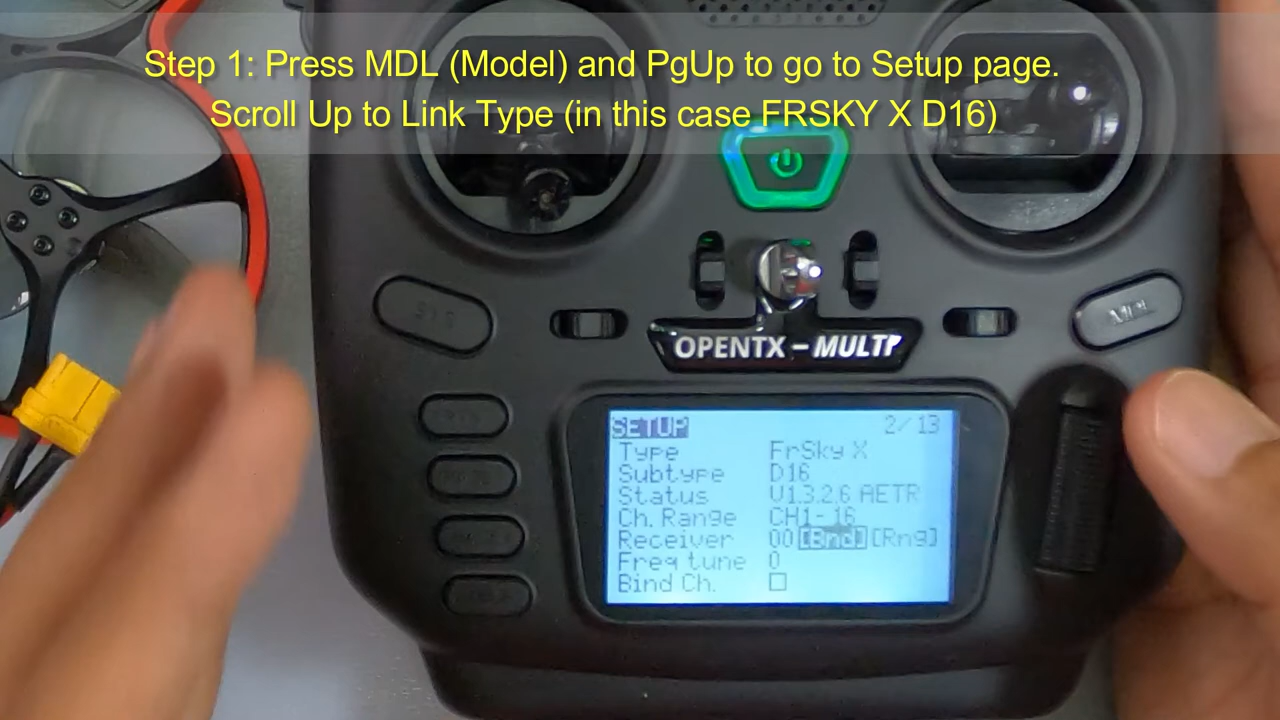 Step 1: Press MDL (Model) and PgUp to go to Setup page.
Scroll Up to Link Type (in this case FRSKY X D16)
SYS
MDL
OPENTX - MULTI
SETUP 2/13
Type FrSky X
Subtype D16
Status V1.3.2.6 AETR
Ch. Range CH1-16
Receiver 00 [Bnd] [Rng]
Freq tune 0
Bind Ch.